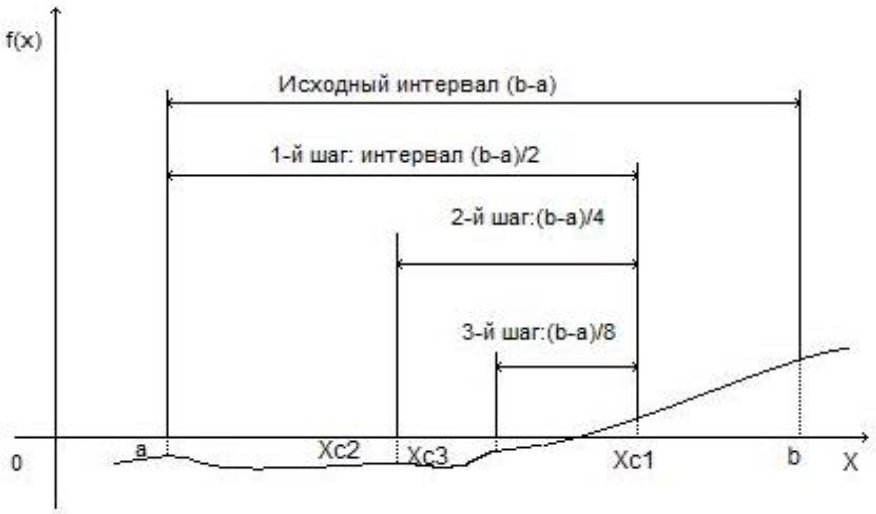 f(x)
Исходный интервал (b-a)
1-й шаг: интервал (b-a)/2
2-й шаг:(b-a)/4
3-й шаг:(b-a)/8
0 a Xc2 Xc3 Xc1 b X